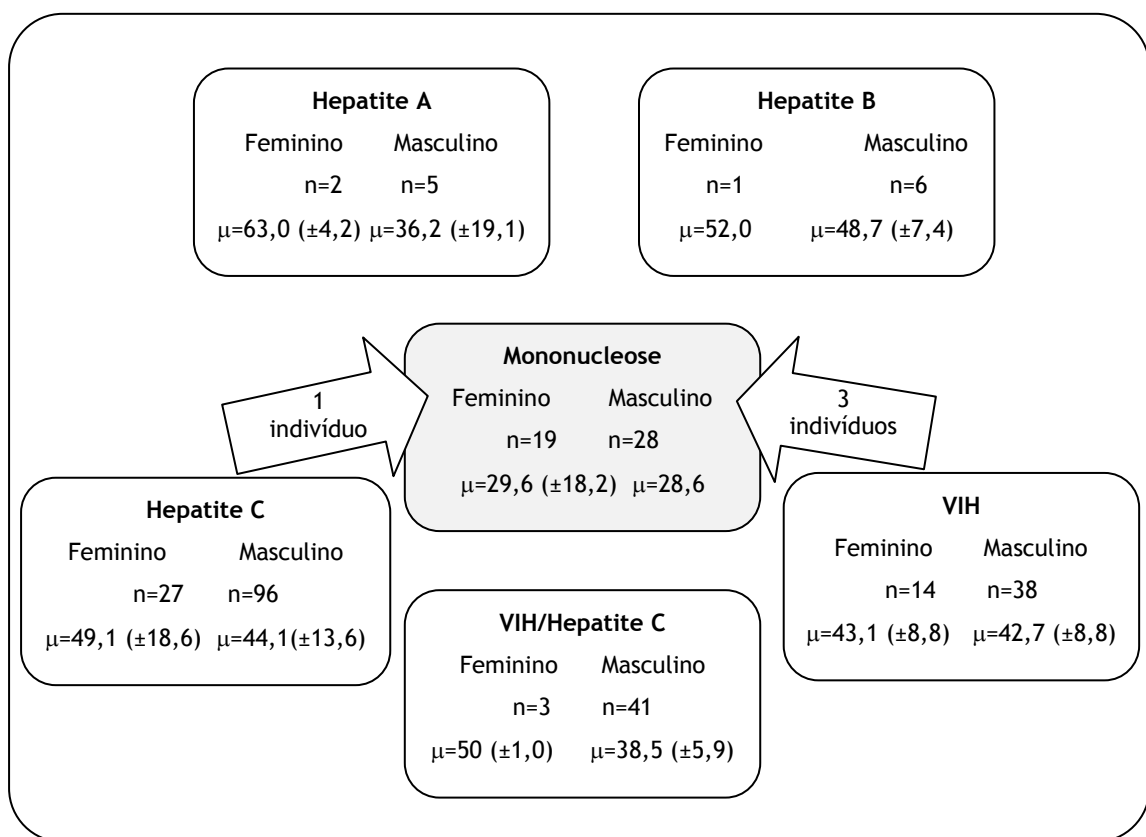 Hepatite A
Feminino Masculino
n=2 n=5
μ=63,0 (±4,2) μ=36,2 (±19,1)
Hepatite B
Feminino Masculino
n=1 n=6
μ=52,0 μ=48,7 (±7,4)
Mononucleose
Feminino Masculino
n=19 n=28
μ=29,6 (±18,2) μ=28,6
1
indivíduo
3
indivíduos
Hepatite C
Feminino Masculino
n=27 n=96
μ=49,1 (±18,6) μ=44,1(±13,6)
VIH
Feminino Masculino
n=14 n=38
μ=43,1 (±8,8) μ=42,7 (±8,8)
VIH/Hepatite C
Feminino Masculino
n=3 n=41
μ=50 (±1,0) μ=38,5 (±5,9)